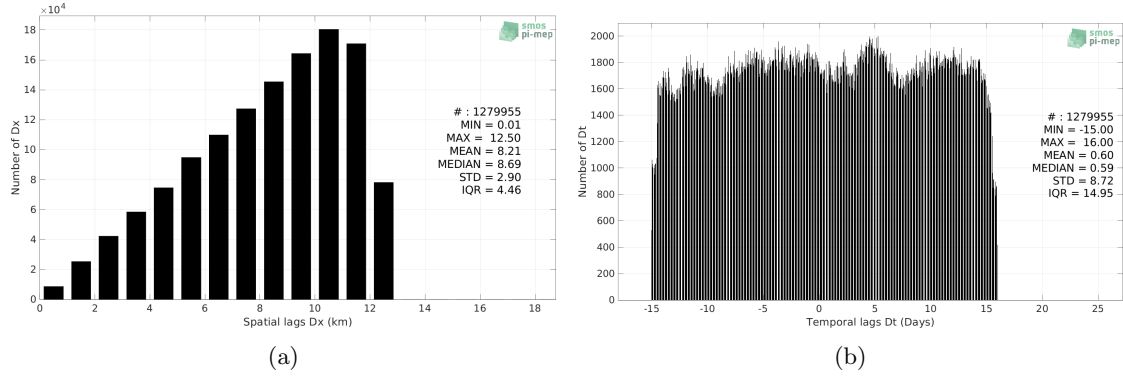 ×10⁴
18
16
14
12
10
8
6
4
2
0
Number of Dx
0 2 4 6 8 10 12 14 16 18
Spatial lags Dx (km)
smos
pi-mep
# : 1279955
MIN = 0.01
MAX = 12.50
MEAN = 8.21
MEDIAN = 8.69
STD = 2.90
IQR = 4.46
(a)
2000
1800
1600
1400
1200
1000
800
600
400
200
0
Number of Dt
-15 -10 -5 0 5 10 15 20 25
Temporal lags Dt (Days)
smos
pi-mep
# : 1279955
MIN = -15.00
MAX = 16.00
MEAN = 0.60
MEDIAN = 0.59
STD = 8.72
IQR = 14.95
(b)